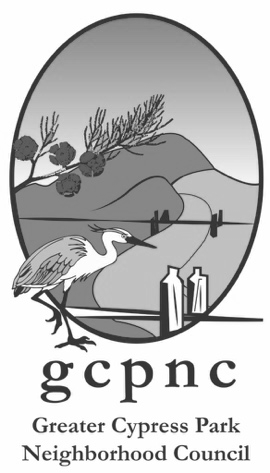 gcpnc
Greater Cypress Park
Neighborhood Council